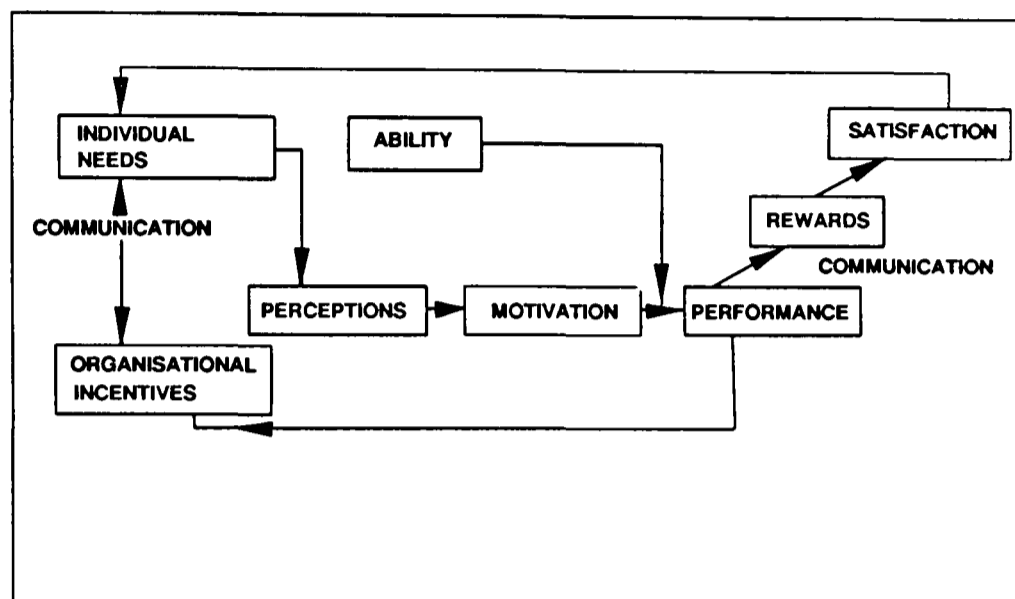 INDIVIDUAL
NEEDS
ABILITY
SATISFACTION
COMMUNICATION
REWARDS
COMMUNICATION
PERCEPTIONS
MOTIVATION
PERFORMANCE
ORGANISATIONAL
INCENTIVES